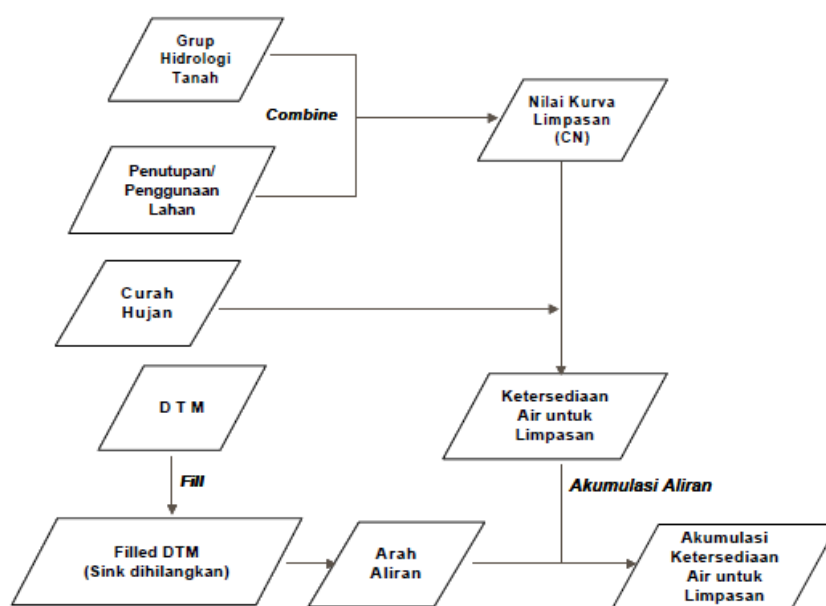 Grup
Hidrologi
Tanah
Combine
Nilai Kurva
Limpasan
(CN)
Penutupan/
Penggunaan
Lahan
Curah
Hujan
D T M
Ketersediaan
Air untuk
Limpasan
Fill
Akumulasi Aliran
Filled DTM
(Sink dihilangkan)
Arah
Aliran
Akumulasi
Ketersediaan
Air untuk
Limpasan